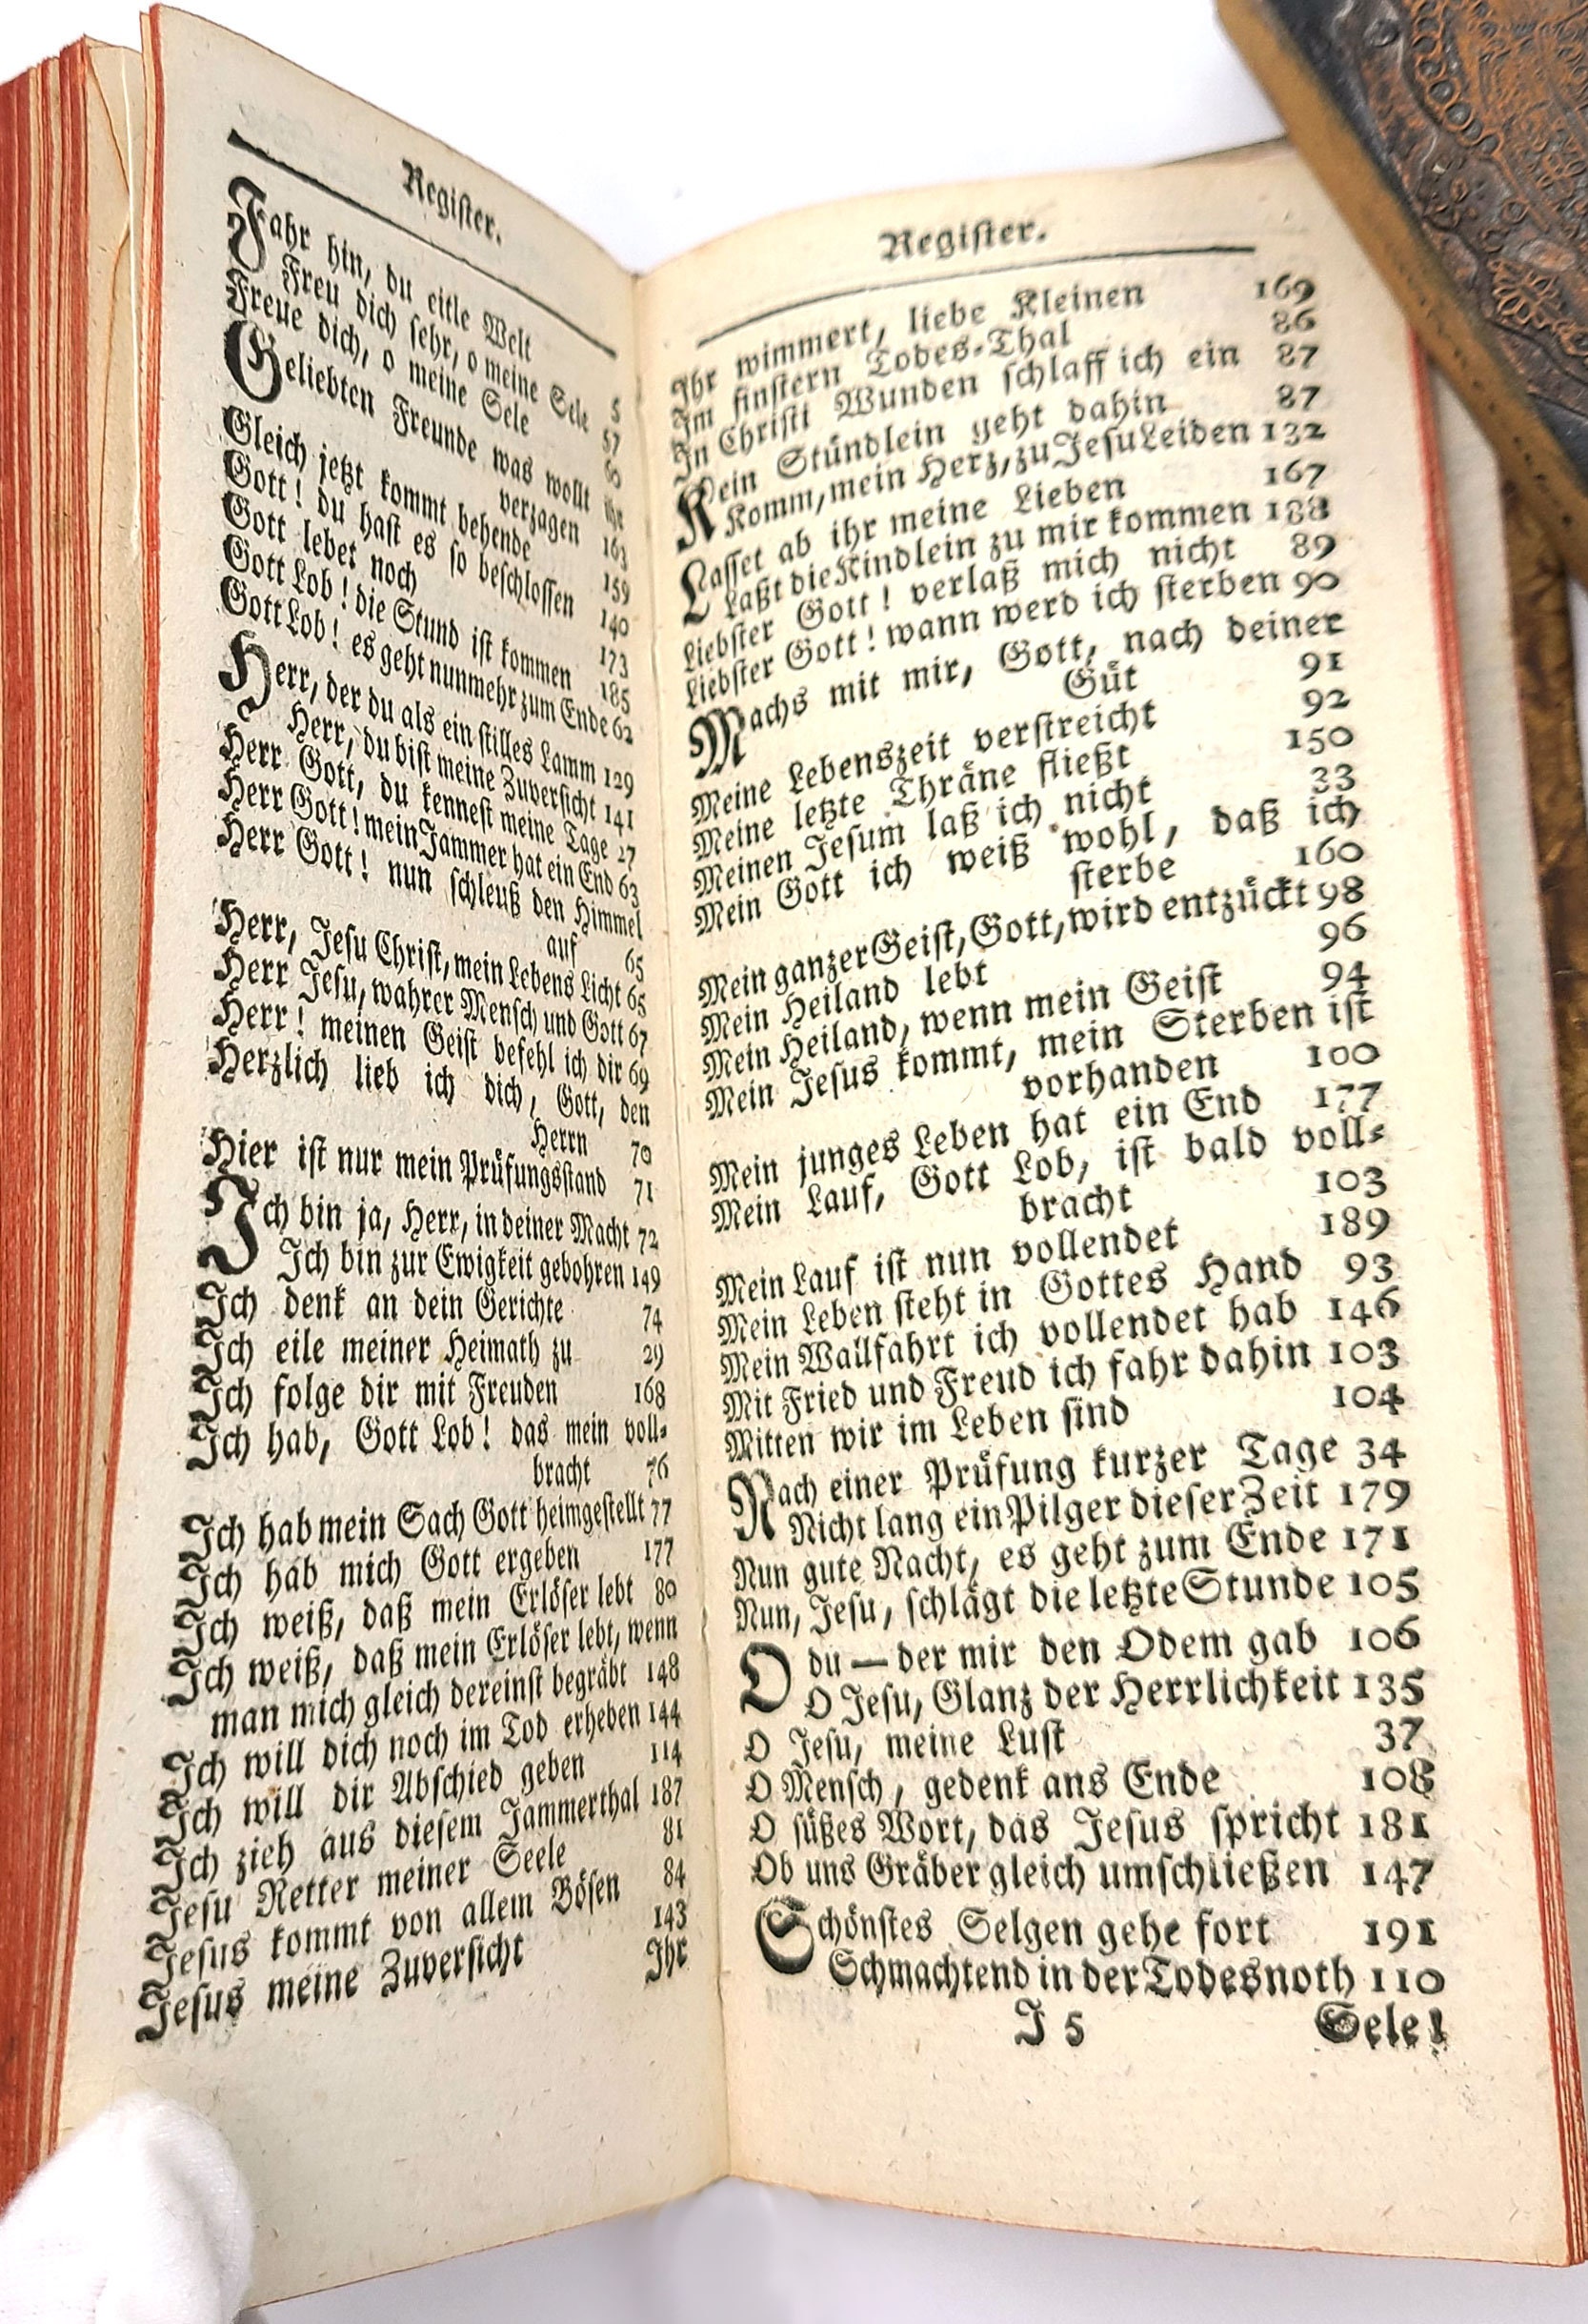 Register.
Fahr hin, du eitle Welt 5
Freu dich sehr, o meine Sele 57
Freue dich, o meine Sele 60
Geliebten Freunde was wollt ihr
verzagen 163
Gleich jetzt kommt behende 159
Gott! du hast es so beschlossen 140
Gott lebet noch 173
Gott Lob! die Stund ist kommen 185
Gott Lob! es geht nunmehr zum Ende 62
Herr, der du als ein stilles Lamm 129
Herr, du bist meine Zuversicht 141
Herr Gott, du kennest meine Tage 27
Herr Gott! mein Jammer hat ein End 63
Herr Gott! nun schleuß den Himmel
auf 65
Herr, Jesu Christ, mein Lebens Licht 65
Herr Jesu, wahrer Mensch und Gott 67
Herr! meinen Geist befehl ich dir 69
Herzlich lieb ich dich, Gott, den
Herrn 70
Hier ist nur mein Prüfungsstand 71
Ich bin ja, Herr, in deiner Macht 72
Ich bin zur Ewigkeit gebohren 149
Ich denk an dein Gerichte 74
Ich eile meiner Heimath zu 29
Ich folge dir mit Freuden 168
Ich hab, Gott Lob! das mein voll-
bracht 76
Ich hab mein Sach Gott heimgestellt 77
Ich hab mich Gott ergeben 177
Ich weiß, daß mein Erlöser lebt 80
Ich weiß, daß mein Erlöser lebt, wenn
man mich gleich dereinst begräbt 148
Ich will dich noch im Tod erheben 144
Ich will dir Abschied geben 114
Ich zieh aus diesem Jammerthal 187
Jesu Retter meiner Seele 81
Jesus kommt von allem Bösen 84
Jesus meine Zuversicht 143
Ihr
Register.
Ihr wimmert, liebe Kleinen 169
Im finstern Todes-Thal 86
In Christi Wunden schlaff ich ein 87
Kein Stündlein geht dahin 87
Komm, mein Herz, zu Jesu Leiden 132
Lasset ab ihr meine Lieben 167
Laßt die Kindlein zu mir kommen 188
Liebster Gott! verlaß mich nicht 89
Liebster Gott! wann werd ich sterben 90
Machs mit mir, Gott, nach deiner
Güt 91
Meine Lebenszeit verstreicht 92
Meine letzte Thräne fließt 150
Meinen Jesum laß ich nicht 33
Mein Gott ich weiß wohl, daß ich
sterbe 160
Mein ganzer Geist, Gott, wird entzückt 98
Mein Heiland lebt 96
Mein Heiland, wenn mein Geist 94
Mein Jesus kommt, mein Sterben ist
vorhanden 100
Mein junges Leben hat ein End 177
Mein Lauf, Gott Lob, ist bald voll-
bracht 103
Mein Lauf ist nun vollendet 189
Mein Leben steht in Gottes Hand 93
Mein Wallfahrt ich vollendet hab 146
Mit Fried und Freud ich fahr dahin 103
Mitten wir im Leben sind 104
Nach einer Prüfung kurzer Tage 34
Nicht lang ein Pilger dieser Zeit 179
Nun gute Nacht, es geht zum Ende 171
Nun, Jesu, schlägt die letzte Stunde 105
O du — der mir den Odem gab 106
O Jesu, Glanz der Herrlichkeit 135
O Jesu, meine Lust 37
O Mensch, gedenk ans Ende 108
O süßes Wort, das Jesus spricht 181
Ob uns Gräber gleich umschließen 147
Schönstes Selgen gehe fort 191
Schmachtend in der Todesnoth 110
J 5 Sele!